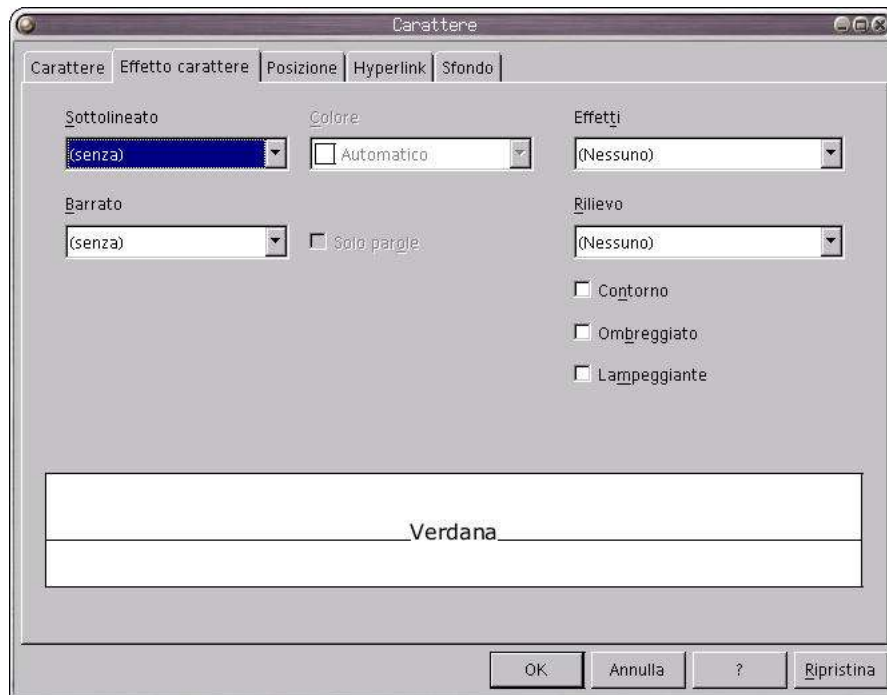 Carattere
Carattere Effetto carattere Posizione Hyperlink Sfondo
Sottolineato Colore Effetti
(senza) Automatico (Nessuno)
Barrato Rilievo
(senza) Solo parole (Nessuno)
Contorno
Ombreggiato
Lampeggiante
Verdana
OK Annulla ? Ripristina